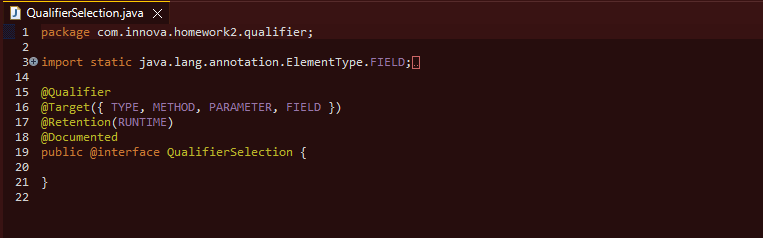 QualifierSelection.java
1 package com.innova.homework2.qualifier;
2
3 import static java.lang.annotation.ElementType.FIELD;
14
15 @Qualifier
16 @Target({ TYPE, METHOD, PARAMETER, FIELD })
17 @Retention(RUNTIME)
18 @Documented
19 public @interface QualifierSelection {
20
21 }
22